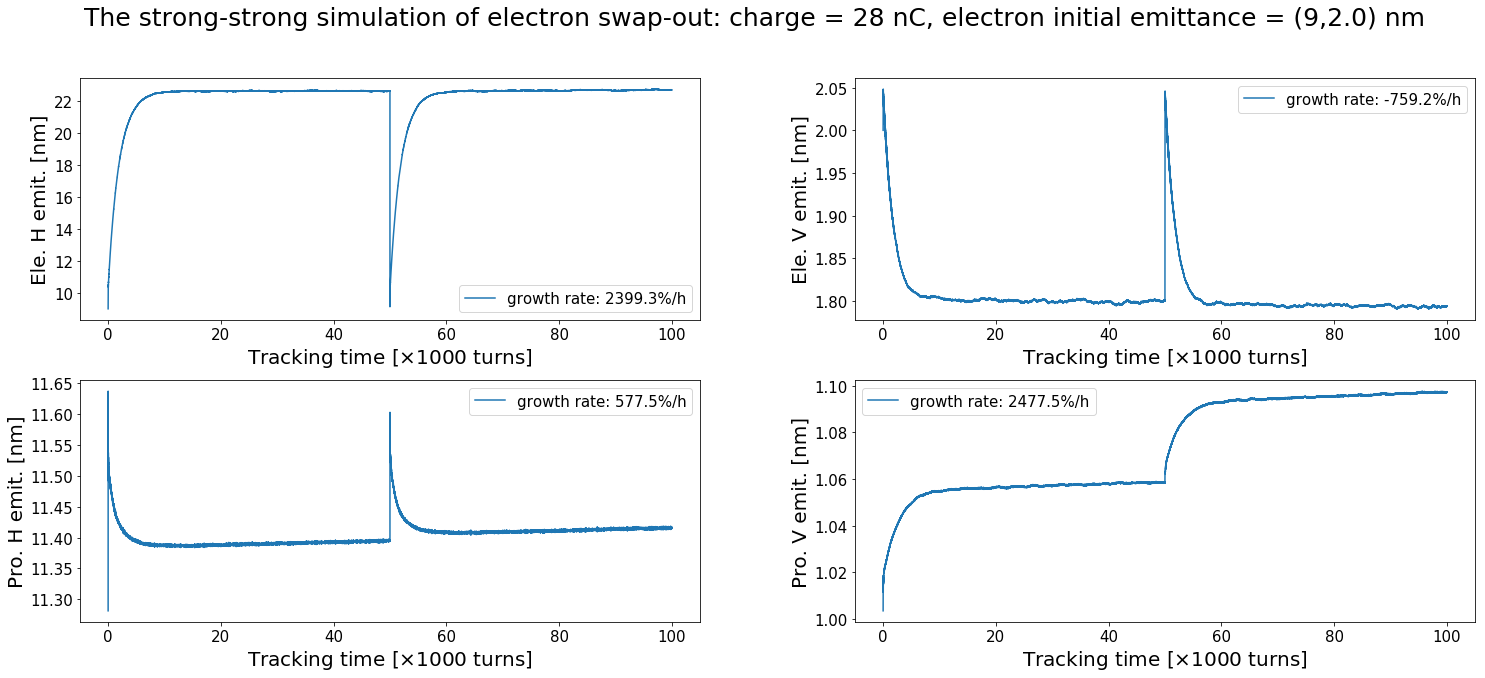 The strong-strong simulation of electron swap-out: charge = 28 nC, electron initial emittance = (9,2.0) nm
Ele. H emit. [nm]
22
20
18
16
14
12
10
growth rate: 2399.3%/h
0 20 40 60 80 100
Tracking time [×1000 turns]
Ele. V emit. [nm]
2.05
2.00
1.95
1.90
1.85
1.80
growth rate: -759.2%/h
0 20 40 60 80 100
Tracking time [×1000 turns]
Pro. H emit. [nm]
11.65
11.60
11.55
11.50
11.45
11.40
11.35
11.30
growth rate: 577.5%/h
0 20 40 60 80 100
Tracking time [×1000 turns]
Pro. V emit. [nm]
1.10
1.08
1.06
1.04
1.02
1.00
growth rate: 2477.5%/h
0 20 40 60 80 100
Tracking time [×1000 turns]